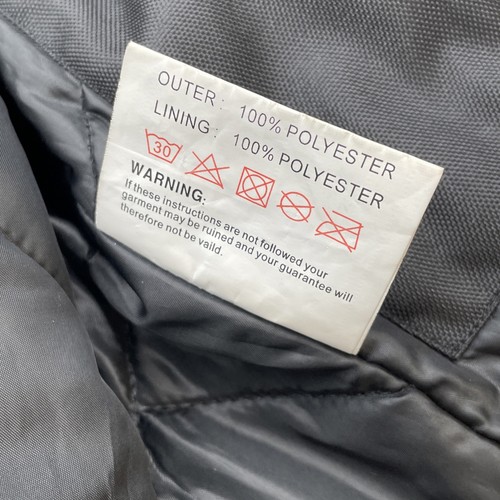 OUTER: 100% POLYESTER
LINING: 100% POLYESTER
30
WARNING:
If these instructions are not followed your
garment may be ruined and your guarantee will
therefore not be valid.